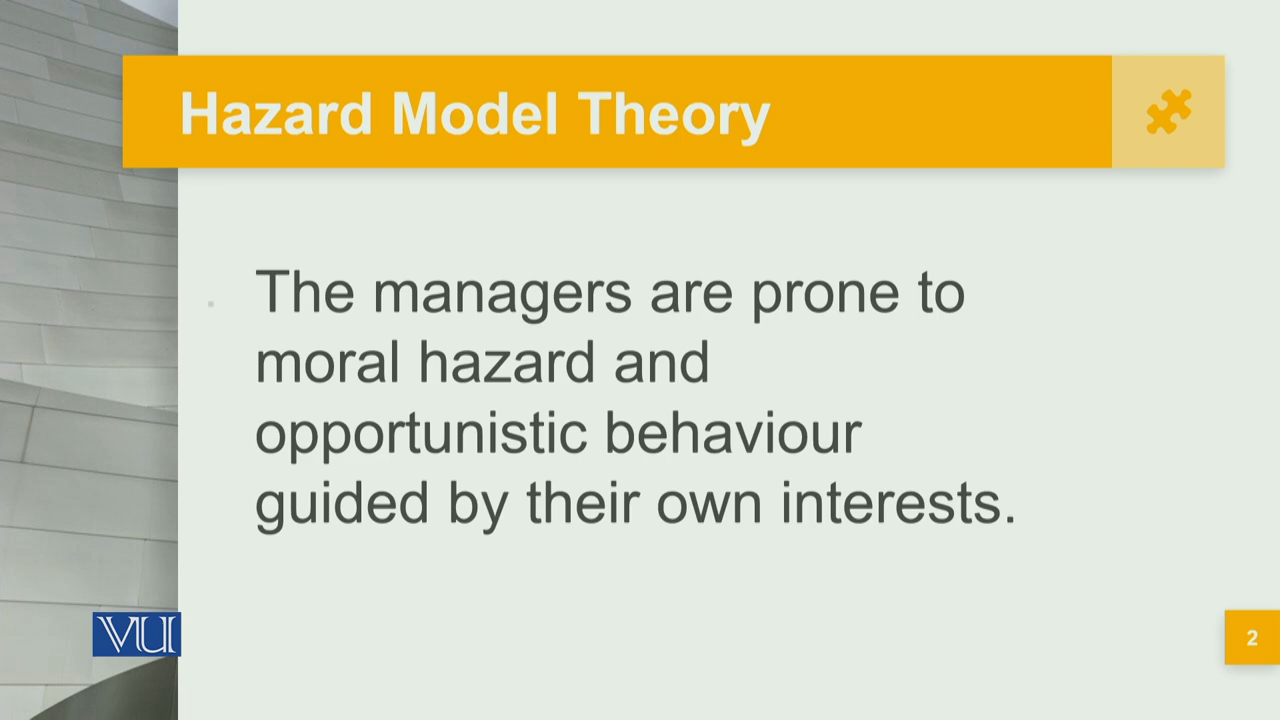 Hazard Model Theory
The managers are prone to
moral hazard and
opportunistic behaviour
guided by their own interests.
VU
2